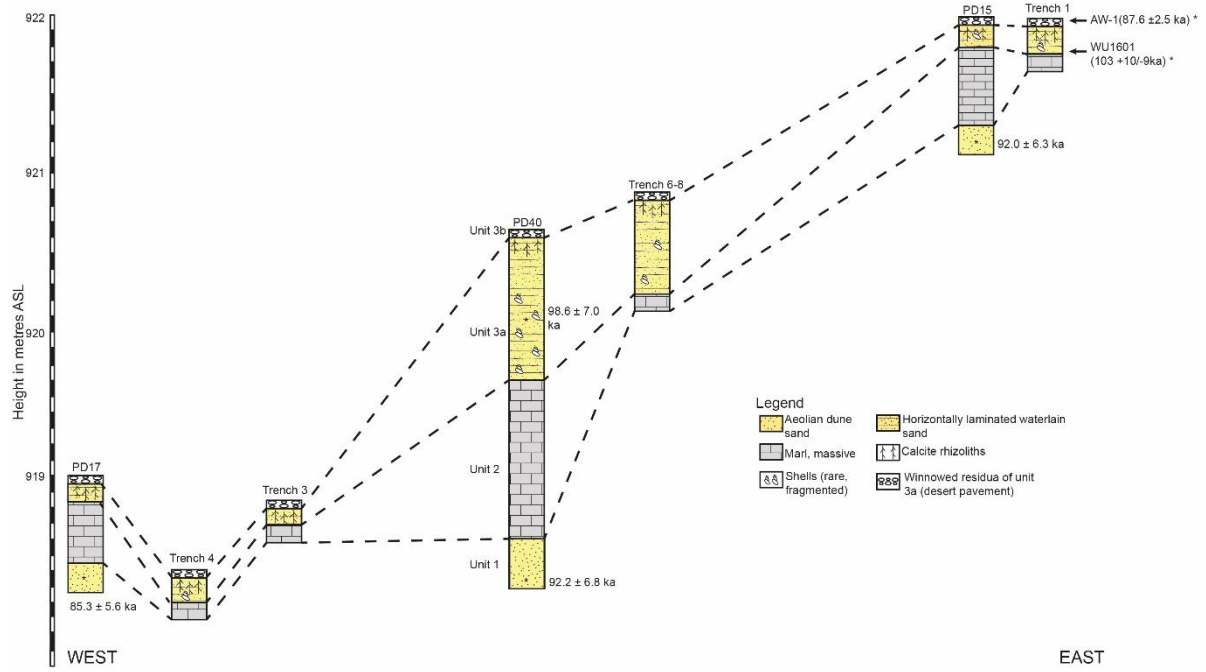 922
921
920
919
Height in metres ASL
PD17
85.3 ± 5.6 ka
Trench 4
Trench 3
PD40
Unit 3b
Unit 3a
98.6 ± 7.0
ka
Unit 2
Unit 1
92.2 ± 6.8 ka
Trench 6-8
PD15
92.0 ± 6.3 ka
Trench 1
AW-1(87.6 ±2.5 ka) *
WU1601
(103 +10/-9ka) *
Legend
Aeolian dune
sand
Horizontally laminated waterlain
sand
Marl, massive
Calcite rhizoliths
Shells (rare,
fragmented)
Winnowed residua of unit
3a (desert pavement)
WEST
EAST